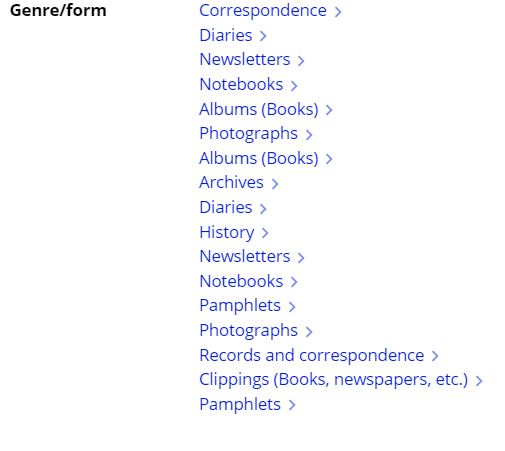 Genre/form
Correspondence
Diaries
Newsletters
Notebooks
Albums (Books)
Photographs
Albums (Books)
Archives
Diaries
History
Newsletters
Notebooks
Pamphlets
Photographs
Records and correspondence
Clippings (Books, newspapers, etc.)
Pamphlets